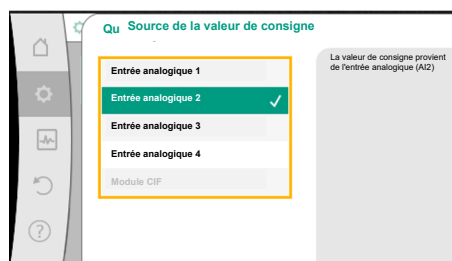 Qu Source de la valeur de consigne
Entrée analogique 1
Entrée analogique 2
Entrée analogique 3
Entrée analogique 4
Module CIF
La valeur de consigne provient
de l'entrée analogique (AI2)
?